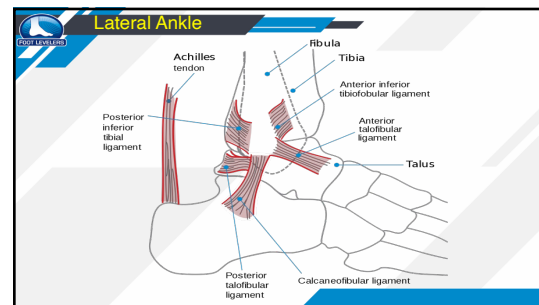 Lateral Ankle
FOOT LEVELERS
Fibula
Tibia
Achilles
tendon
Anterior inferior
tibiofobular ligament
Posterior
inferior
tibial
ligament
Anterior
talofibular
ligament
Talus
Posterior
talofibular
ligament
Calcaneofibular ligament